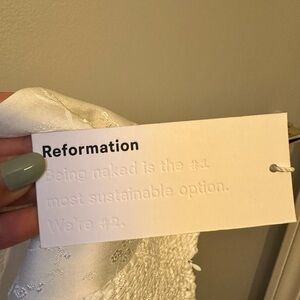 Reformation
Being naked is the #1
most sustainable option.
We're #2.